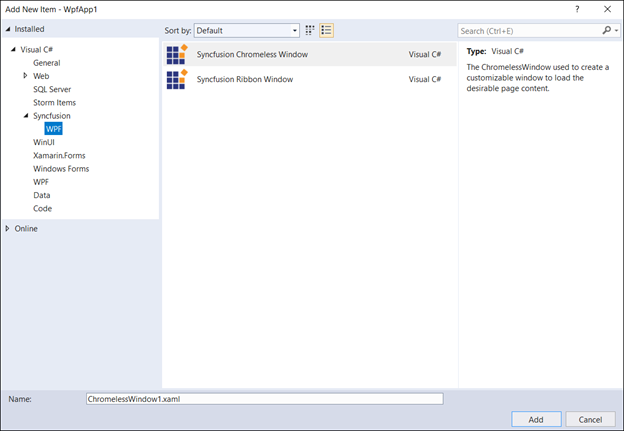 Add New Item - WpfApp1
Installed
Sort by: Default
Search (Ctrl+E)
Visual C#
General
Web
SQL Server
Storm Items
Syncfusion
WPF
WinUI
Xamarin.Forms
Windows Forms
WPF
Data
Code
Online
Syncfusion Chromeless Window Visual C#
Syncfusion Ribbon Window Visual C#
Type: Visual C#
The ChromelessWindow used to create a
customizable window to load the
desirable page content.
Name: ChromelessWindow1.xaml
Add Cancel